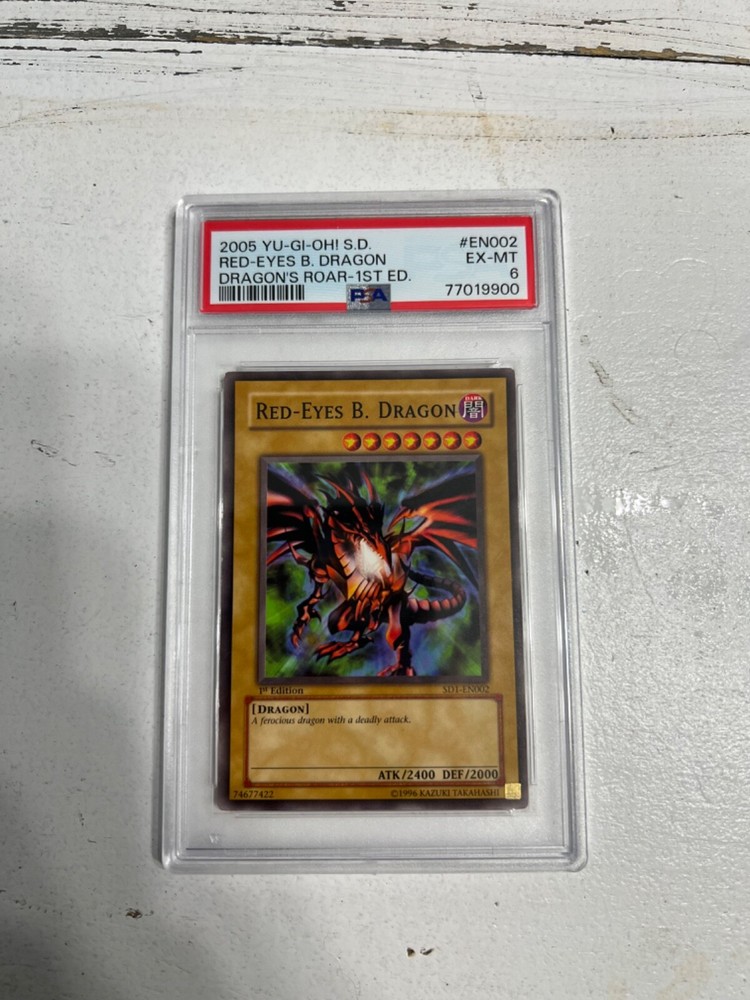 2005 YU-GI-OH! S.D. #EN002
RED-EYES B. DRAGON EX-MT
DRAGON'S ROAR-1ST ED. 6
77019900
PSA
RED-EYES B. DRAGON
DARK
闇
1st Edition SD1-EN002
[DRAGON]
A ferocious dragon with a deadly attack.
ATK/2400 DEF/2000
74677422 ©1996 KAZUKI TAKAHASHI